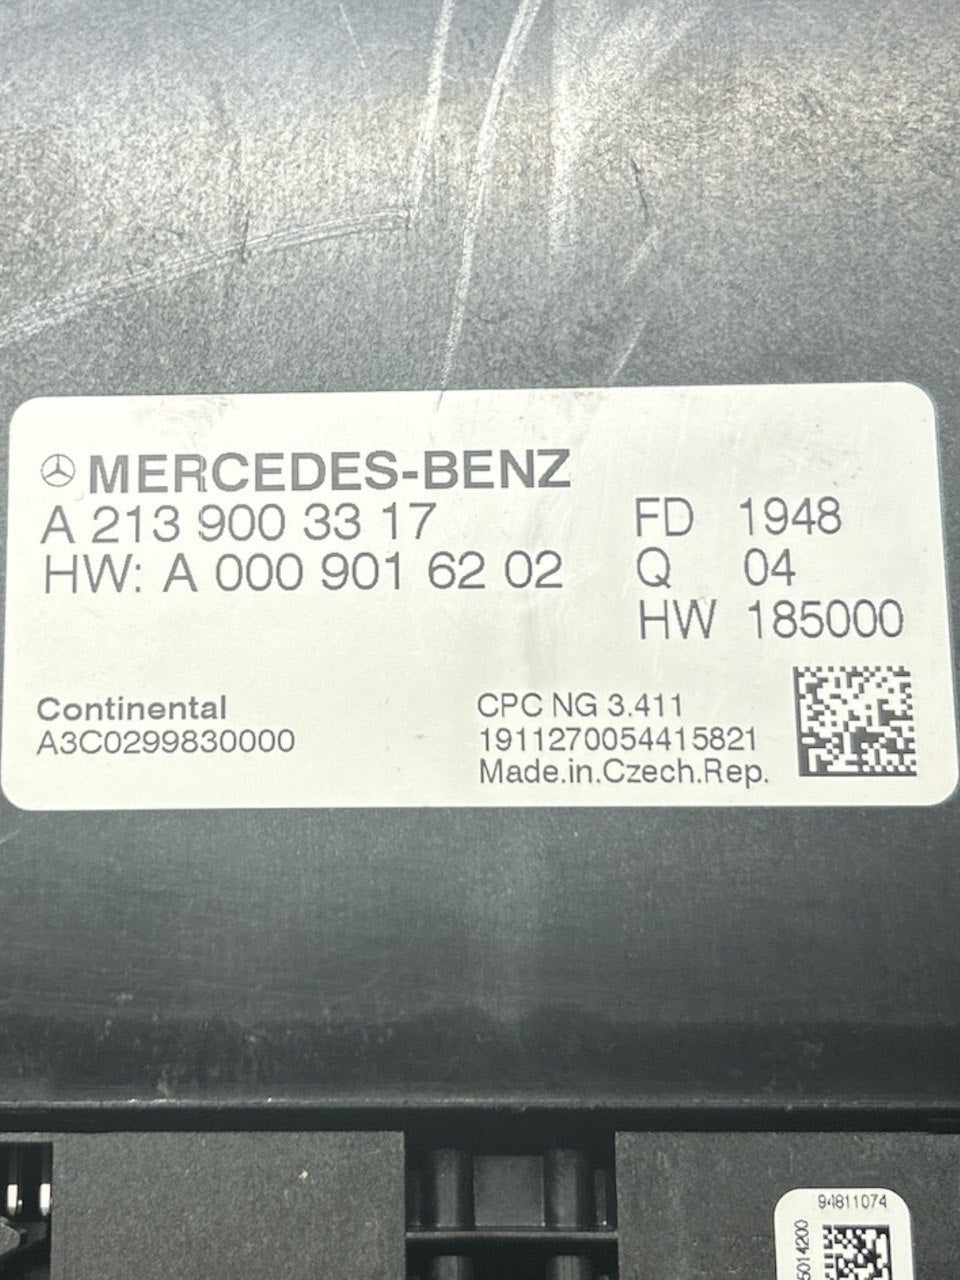 MERCEDES-BENZ
A 213 900 33 17
HW: A 000 901 62 02
FD 1948
Q 04
HW 185000
Continental
A3C0299830000
CPC NG 3.411
1911270054415821
Made.in.Czech.Rep.
94811074
5014200